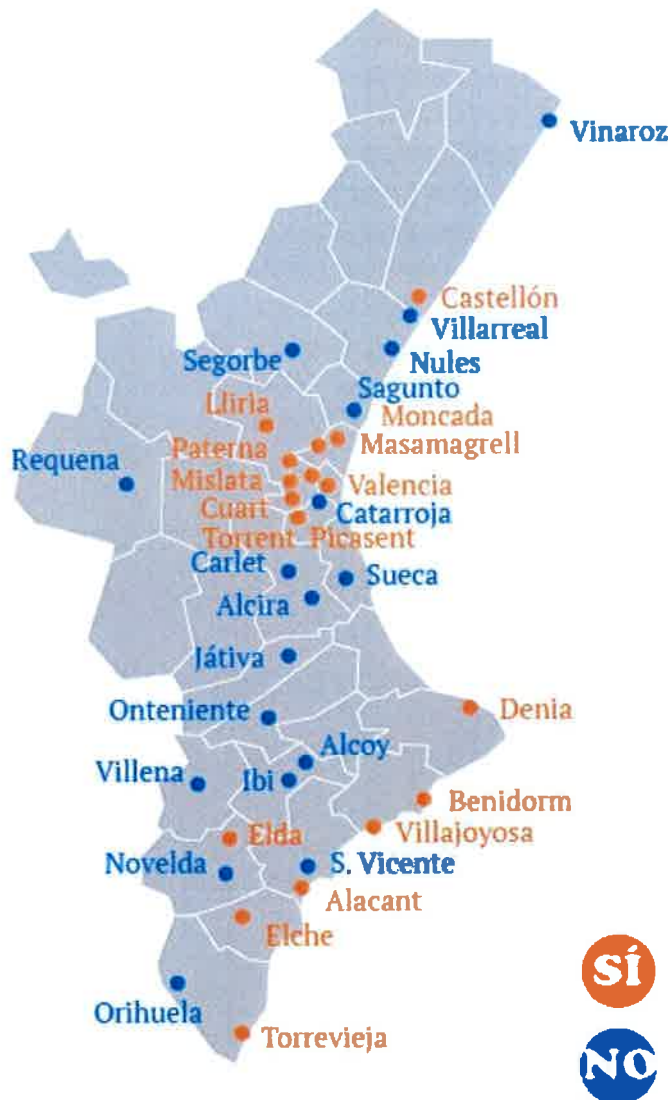 Vinaroz
Castellón
Villarreal
Segorbe
Nules
Sagunto
Llíria
Moncada
Paterna
Masamagrell
Requena
Mislata
Valencia
Cuart
Catarroja
Torrent Picasent
Carlet
Sueca
Alcira
Játiva
Onteniente
Denia
Alcoy
Villena
Ibi
Benidorm
Elda
Villajoyosa
Novelda
S. Vicente
Alacant
Elche
SÍ
Orihuela
Torrevieja
NO